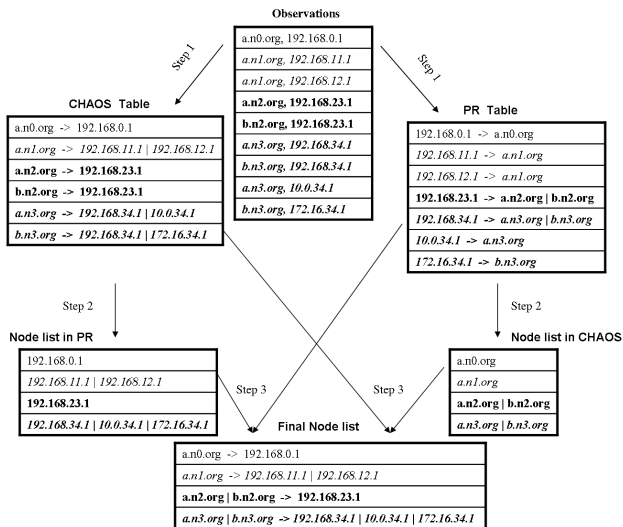 Observations
a.n0.org, 192.168.0.1
a.n1.org, 192.168.11.1
a.n1.org, 192.168.12.1
a.n2.org, 192.168.23.1
b.n2.org, 192.168.23.1
a.n3.org, 192.168.34.1
b.n3.org, 192.168.34.1
a.n3.org, 10.0.34.1
b.n3.org, 172.16.34.1
Step 1
Step 1
CHAOS Table
a.n0.org -> 192.168.0.1
a.n1.org -> 192.168.11.1 | 192.168.12.1
a.n2.org -> 192.168.23.1
b.n2.org -> 192.168.23.1
a.n3.org -> 192.168.34.1 | 10.0.34.1
b.n3.org -> 192.168.34.1 | 172.16.34.1
PR Table
192.168.0.1 -> a.n0.org
192.168.11.1 -> a.n1.org
192.168.12.1 -> a.n1.org
192.168.23.1 -> a.n2.org | b.n2.org
192.168.34.1 -> a.n3.org | b.n3.org
10.0.34.1 -> a.n3.org
172.16.34.1 -> b.n3.org
Step 2
Step 2
Node list in PR
192.168.0.1
192.168.11.1 | 192.168.12.1
192.168.23.1
192.168.34.1 | 10.0.34.1 | 172.16.34.1
Node list in CHAOS
a.n0.org
a.n1.org
a.n2.org | b.n2.org
a.n3.org | b.n3.org
Step 3
Step 3
Final Node list
a.n0.org -> 192.168.0.1
a.n1.org -> 192.168.11.1 | 192.168.12.1
a.n2.org | b.n2.org -> 192.168.23.1
a.n3.org | b.n3.org -> 192.168.34.1 | 10.0.34.1 | 172.16.34.1